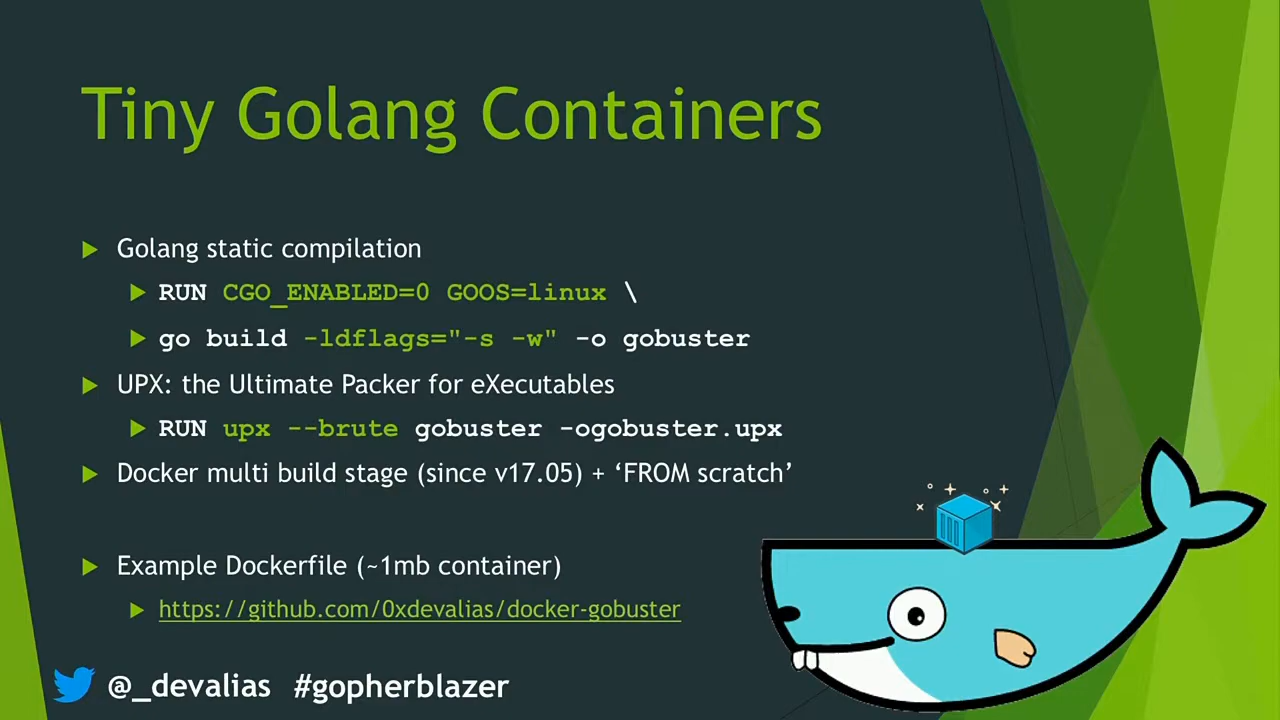 Tiny Golang Containers
Golang static compilation
RUN CGO_ENABLED=0 GOOS=linux \
go build -ldflags="-s -w" -o gobuster
UPX: the Ultimate Packer for eXecutables
RUN upx --brute gobuster -ogobuster.upx
Docker multi build stage (since v17.05) + ‘FROM scratch’
Example Dockerfile (~1mb container)
https://github.com/0xdevalias/docker-gobuster
@_devalias #gopherblazer